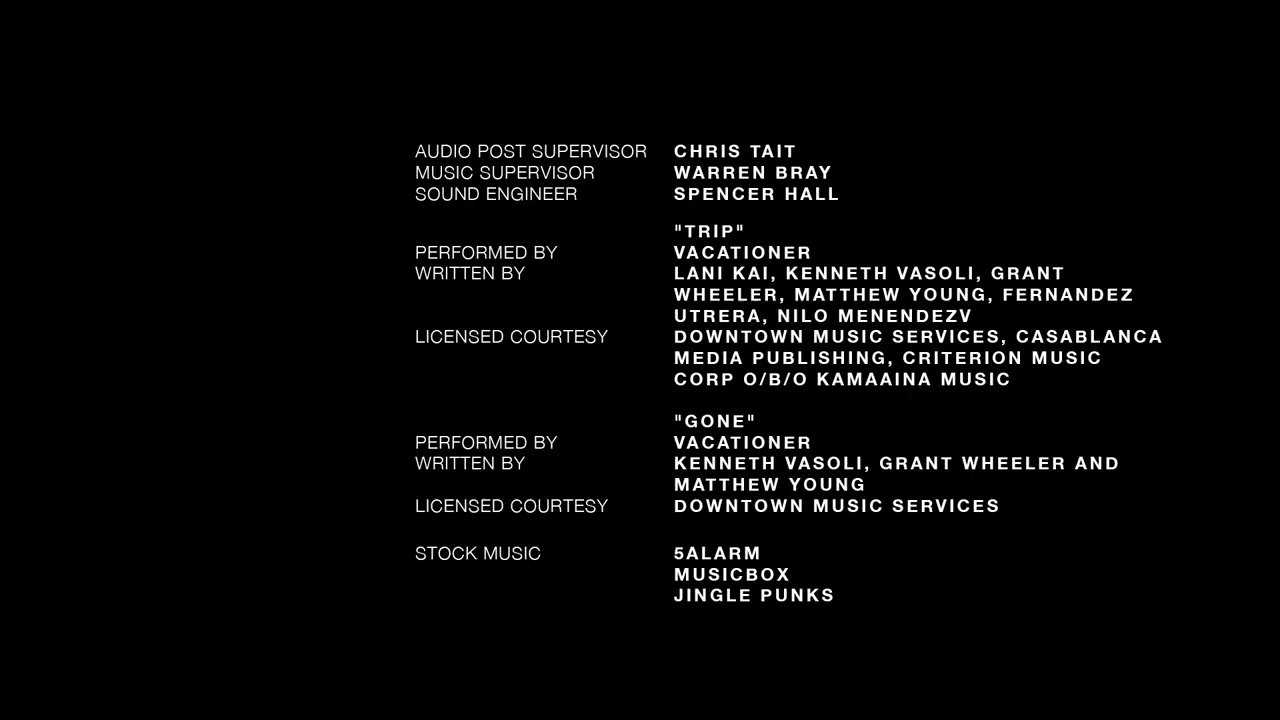 AUDIO POST SUPERVISOR CHRIS TAIT
MUSIC SUPERVISOR WARREN BRAY
SOUND ENGINEER SPENCER HALL
"TRIP"
PERFORMED BY VACATIONER
WRITTEN BY LANI KAI, KENNETH VASOLI, GRANT
WHEELER, MATTHEW YOUNG, FERNANDEZ
UTRERA, NILO MENENDEZV
LICENSED COURTESY DOWNTOWN MUSIC SERVICES, CASABLANCA
MEDIA PUBLISHING, CRITERION MUSIC
CORP O/B/O KAMAAINA MUSIC
"GONE"
PERFORMED BY VACATIONER
WRITTEN BY KENNETH VASOLI, GRANT WHEELER AND
MATTHEW YOUNG
LICENSED COURTESY DOWNTOWN MUSIC SERVICES
STOCK MUSIC 5ALARM
MUSICBOX
JINGLE PUNKS